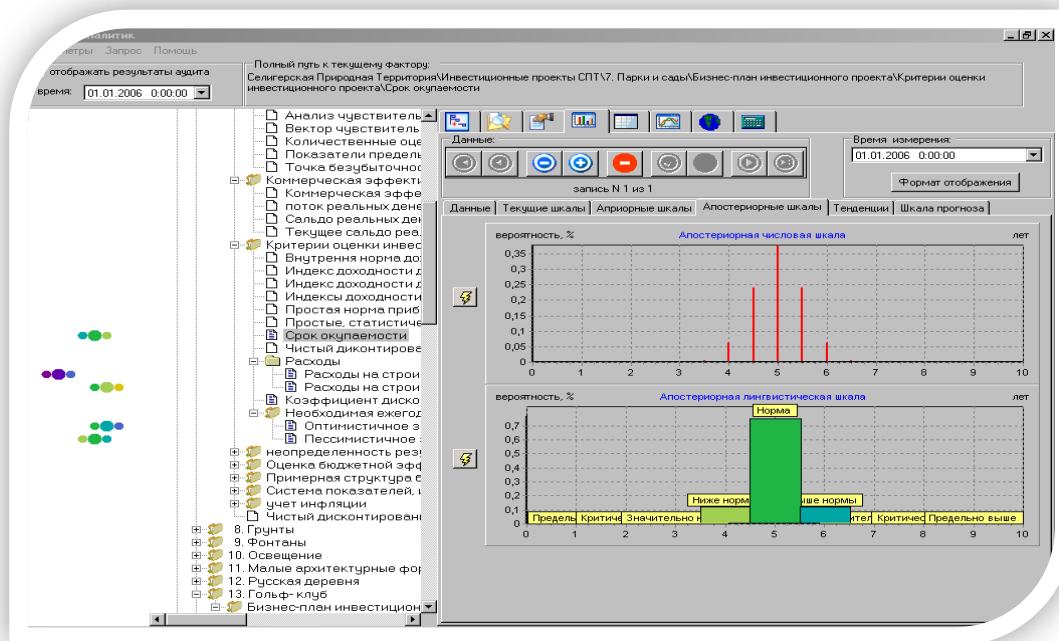 налитик
метры Запрос Помощь
отображать результаты аудита
время: 01.01.2006 0:00:00
Полный путь к текущему фактору:
Селигерская Природная Территория\Инвестиционные проекты СПТ\7. Парки и сады\Бизнес-план инвестиционного проекта\Критерии оценки
инвестиционного проекта\Срок окупаемости
Анализ чувствитель
Вектор чувствитель
Количественные оце
Показатели предель
Точка безубыточнос
Коммерческая эффекти
Коммерческая эффе
поток реальных дене
Сальдо реальных ден
Текущее сальдо реа
Критерии оценки инвес
Внутрення норма до
Индекс доходности д
Индекс доходности д
Индексы доходности
Простая норма приб
Простые, статистиче
Срок окупаемости
Чистый диконтирова
Расходы
Расходы на строи
Расходы на строи
Коэффициент диско
Необходимая ежегод
Оптимистичное з
Пессимистичное з
неопределенность рез
Оценка бюджетной эфф
Примерная структура б
Система показателей, и
учет инфляции
Чистый дисконтирован
8. Грунты
9. Фонтаны
10. Освещение
11. Малые архитектурные фор
12. Русская деревня
13. Гольф- клуб
Бизнес-план инвестицион
Данные:
запись N 1 из 1
Время измерения:
01.01.2006 0:00:00
Формат отображения
Данные Текущие шкалы Априорные шкалы Апостериорные шкалы Тенденции Шкала прогноза
вероятность, % Апостериорная числовая шкала лет
0,35
0,3
0,25
0,2
0,15
0,1
0,05
0
0 1 2 3 4 5 6 7 8 9 10
вероятность, % Апостериорная лингвистическая шкала лет
Норма
0,7
0,6
0,5
0,4
0,3
0,2
0,1
0
Ниже норм ыше нормы
Предель Критиче Значительно н ител Критичес Предельно выше
0 1 2 3 4 5 6 7 8 9 10